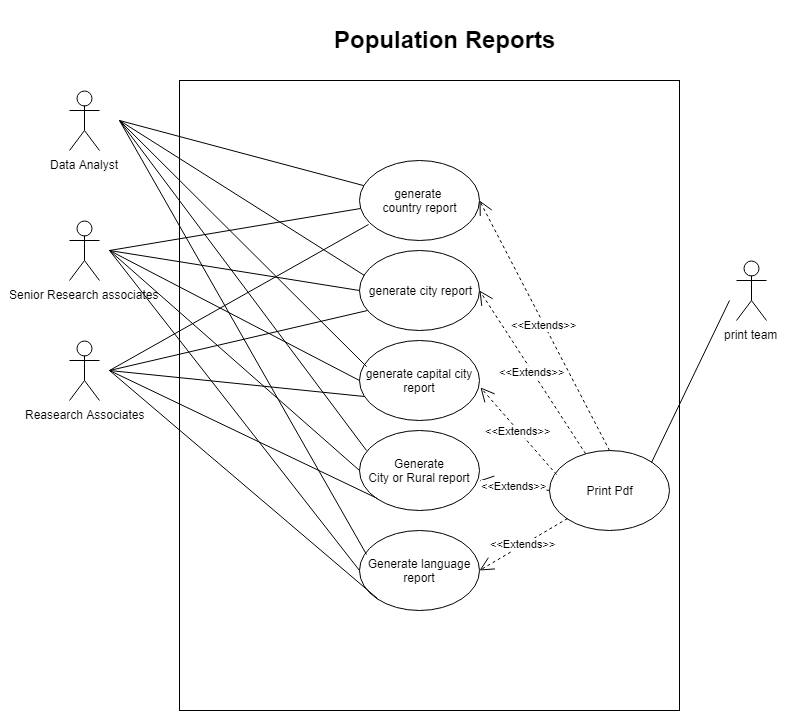 Population Reports
Data Analyst
Senior Research associates
Reasearch Associates
generate
country report
generate city report
generate capital city
report
Generate
City or Rural report
Generate language
report
<<Extends>>
<<Extends>>
<<Extends>>
<<Extends>>
<<Extends>>
Print Pdf
print team